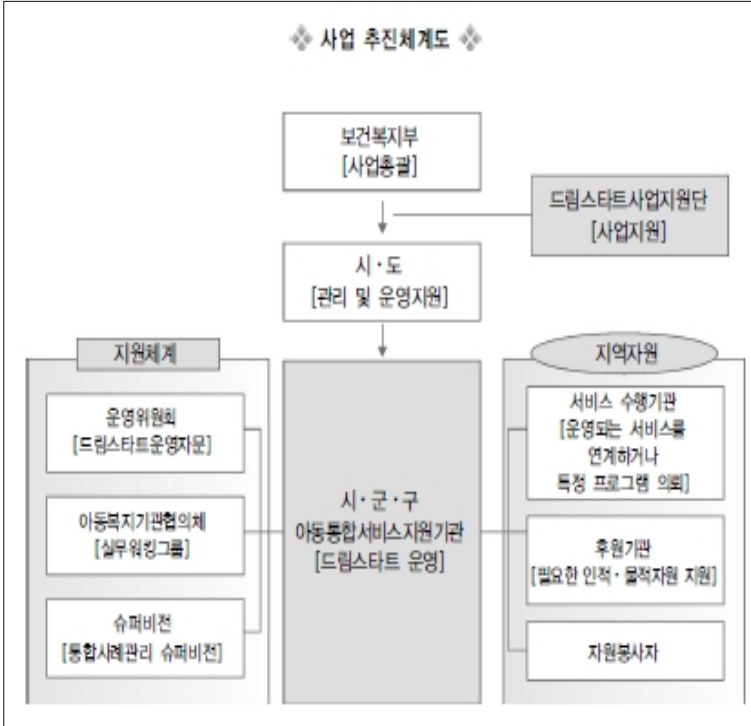 사업 추진체계도
보건복지부
[사업총괄]
드림스타트사업지원단
[사업지원]
시·도
[관리 및 운영지원]
지원체계
운영위원회
[드림스타트운영자문]
아동복지기관협의체
[실무워킹그룹]
슈퍼비전
[통합사례관리 슈퍼비전]
시·군·구
아동통합서비스지원기관
[드림스타트 운영]
지역자원
서비스 수행기관
[운영되는 서비스를
연계하거나
특정 프로그램 의뢰]
후원기관
[필요한 인적·물적자원 지원]
자원봉사자